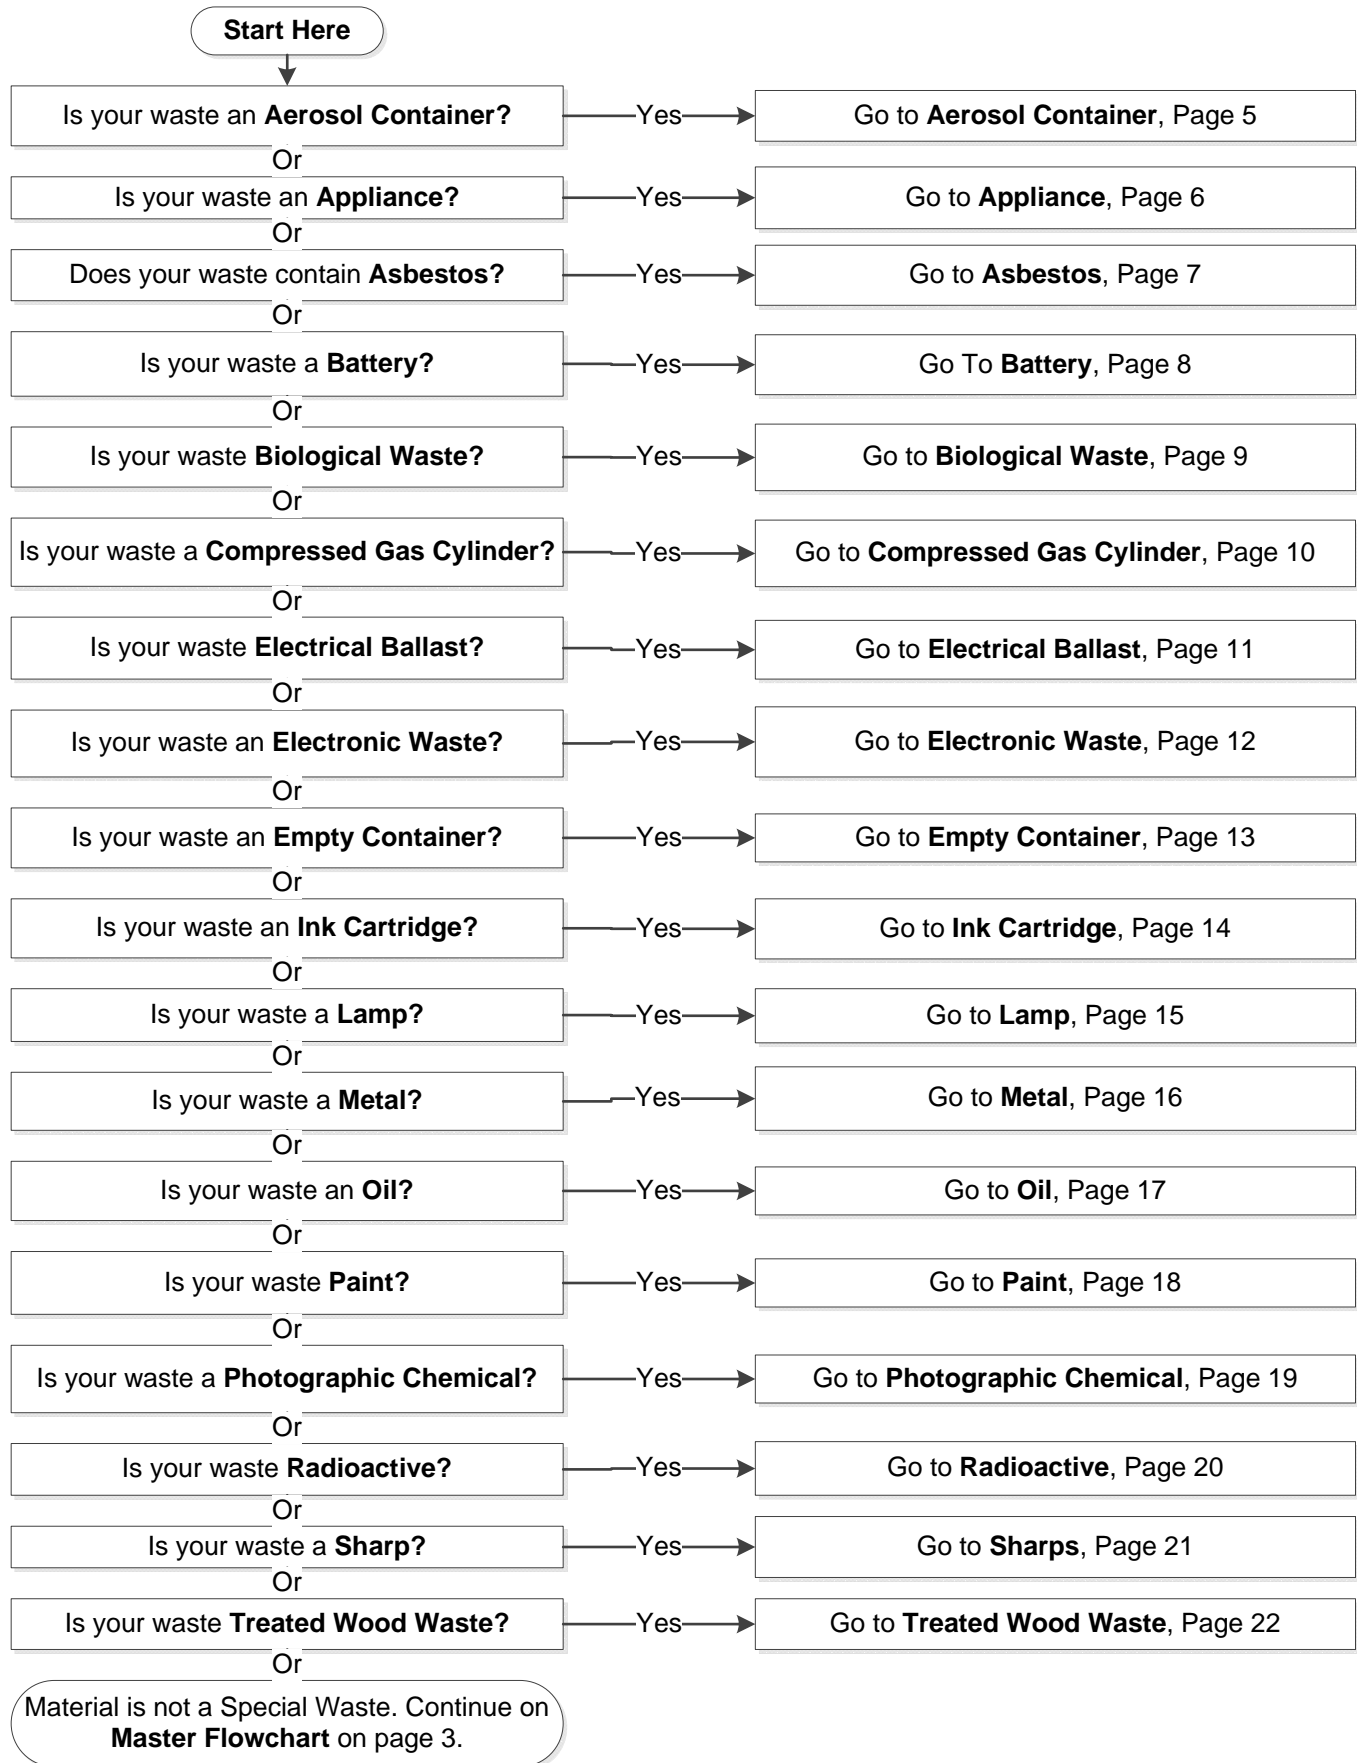 Start Here
Is your waste an Aerosol Container?
Yes
Go to Aerosol Container, Page 5
Or
Is your waste an Appliance?
Yes
Go to Appliance, Page 6
Or
Does your waste contain Asbestos?
Yes
Go to Asbestos, Page 7
Or
Is your waste a Battery?
Yes
Go To Battery, Page 8
Or
Is your waste Biological Waste?
Yes
Go to Biological Waste, Page 9
Or
Is your waste a Compressed Gas Cylinder?
Yes
Go to Compressed Gas Cylinder, Page 10
Or
Is your waste Electrical Ballast?
Yes
Go to Electrical Ballast, Page 11
Or
Is your waste an Electronic Waste?
Yes
Go to Electronic Waste, Page 12
Or
Is your waste an Empty Container?
Yes
Go to Empty Container, Page 13
Or
Is your waste an Ink Cartridge?
Yes
Go to Ink Cartridge, Page 14
Or
Is your waste a Lamp?
Yes
Go to Lamp, Page 15
Or
Is your waste a Metal?
Yes
Go to Metal, Page 16
Or
Is your waste an Oil?
Yes
Go to Oil, Page 17
Or
Is your waste Paint?
Yes
Go to Paint, Page 18
Or
Is your waste a Photographic Chemical?
Yes
Go to Photographic Chemical, Page 19
Or
Is your waste Radioactive?
Yes
Go to Radioactive, Page 20
Or
Is your waste a Sharp?
Yes
Go to Sharps, Page 21
Or
Is your waste Treated Wood Waste?
Yes
Go to Treated Wood Waste, Page 22
Or
Material is not a Special Waste. Continue on
Master Flowchart on page 3.